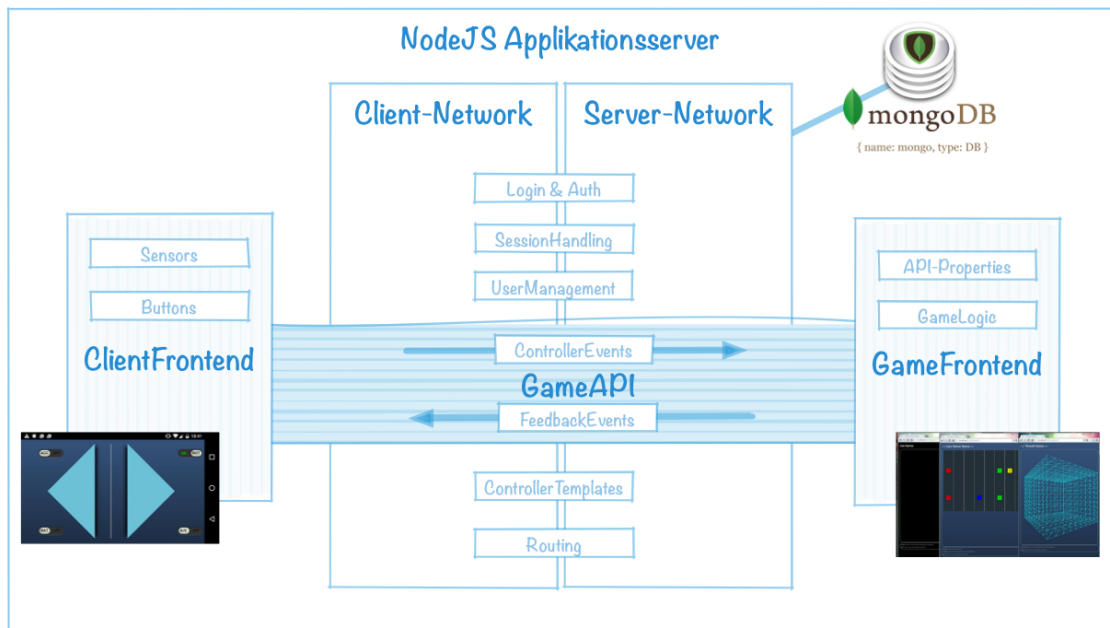 NodeJS Applikationsserver
Client-Network
Server-Network
mongoDB
{ name: mongo, type: DB }
Login & Auth
SessionHandling
UserManagement
Sensors
Buttons
ClientFrontend
API-Properties
GameLogic
GameFrontend
ControllerEvents
GameAPI
FeedbackEvents
ControllerTemplates
Routing